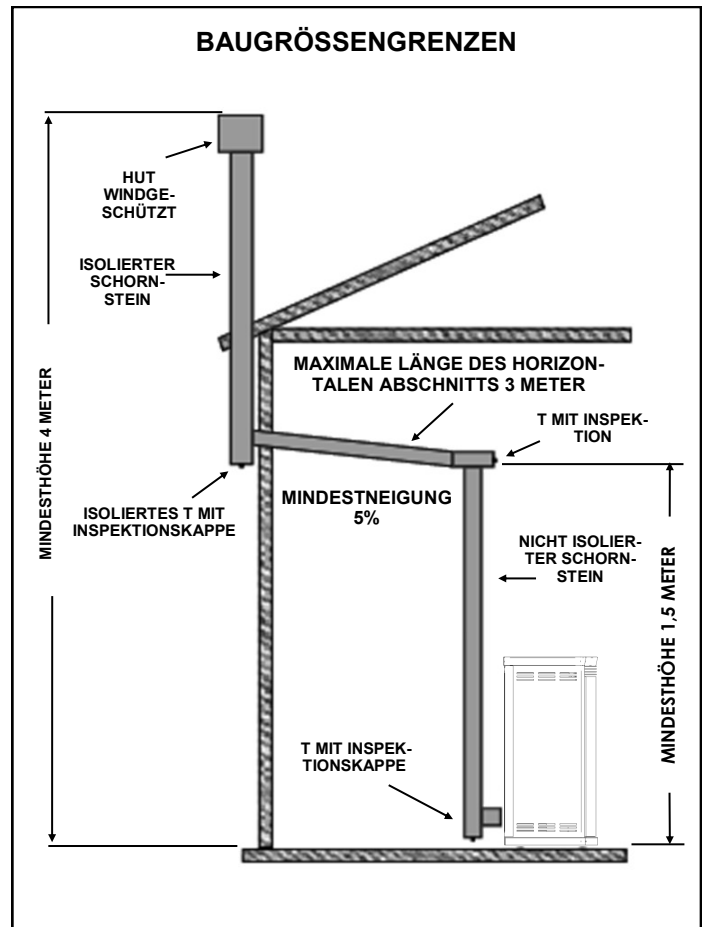 BAUGRÖSSENGRENZEN
HUT
WINDGE-
SCHÜTZT
ISOLIERTER
SCHORN-
STEIN
MINDESTHÖHE 4 METER
MAXIMALE LÄNGE DES HORIZON-
TALEN ABSCHNITTS 3 METER
T MIT INSPEK-
TION
ISOLIERTES T MIT
INSPEKTIONSKAPPE
MINDESTNEIGUNG
5%
NICHT ISOLIER-
TER SCHORN-
STEIN
MINDESTHÖHE 1,5 METER
T MIT INSPEK-
TIONSKAPPE